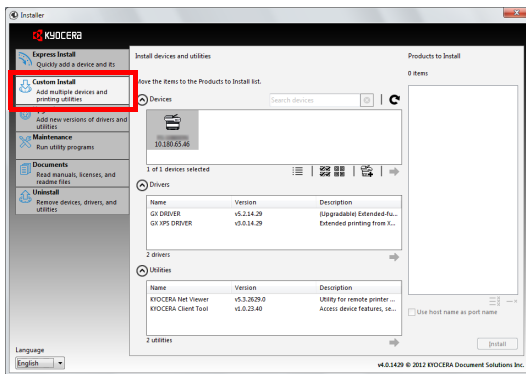 Installer
KYOCERA
Express Install
Quickly add a device and its
Custom Install
Add multiple devices and
printing utilities
Add new versions of drivers and
utilities
Maintenance
Run utility programs
Documents
Read manuals, licenses, and
readme files
Uninstall
Remove devices, drivers, and
utilities
Language
English
Install devices and utilities
Move the items to the Products to Install list.
Devices
Search devices
10.180.65.46
1 of 1 devices selected
Drivers
Name Version Description
GX DRIVER v5.2.14.29 (Upgradable) Extended-fu...
GX XPS DRIVER v3.0.14.29 Extended printing from X...
2 drivers
Utilities
Name Version Description
KYOCERA Net Viewer v5.3.2629.0 Utility for remote printer ...
KYOCERA Client Tool v1.0.23.40 Access device features, se...
2 utilities
Products to Install
0 items
Use host name as port name
Install
v4.0.1429 © 2012 KYOCERA Document Solutions Inc.